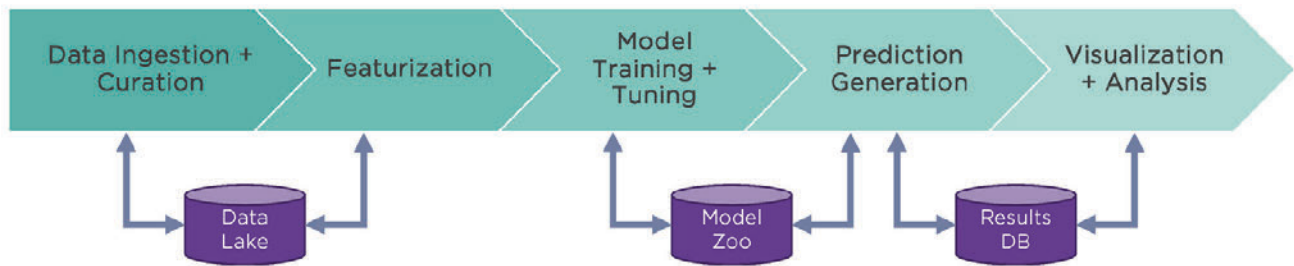 Data Ingestion +
Curation
Featurization
Model
Training +
Tuning
Prediction
Generation
Visualization
+ Analysis
Data
Lake
Model
Zoo
Results
DB